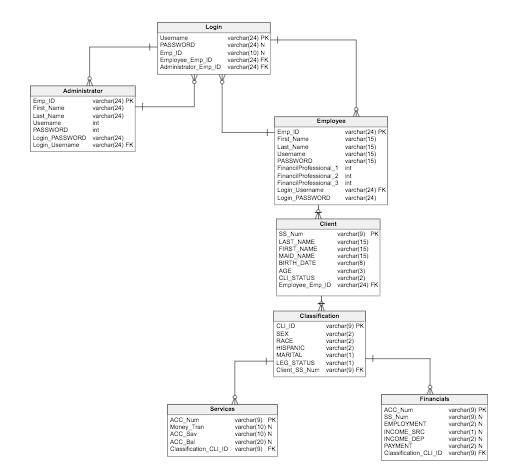 Login
Username varchar(24) PK
PASSWORD varchar(24) N
Emp_ID varchar(10) N
Employee_Emp_ID varchar(24) FK
Administrator_Emp_ID varchar(24) FK
Administrator
Emp_ID varchar(24) PK
First_Name varchar(24)
Last_Name varchar(24)
Username int
PASSWORD int
Login_PASSWORD varchar(24)
Login_Username varchar(24) FK
Employee
Emp_ID varchar(24) PK
First_Name varchar(15)
Last_Name varchar(15)
Username varchar(15)
PASSWORD varchar(15)
FinancilProfessional_1 int
FinancilProfessional_2 int
FinancilProfessional_3 int
Login_Username varchar(24) FK
Login_PASSWORD varchar(24)
Client
SS_Num varchar(9) PK
LAST_NAME varchar(15)
FIRST_NAME varchar(15)
MAID_NAME varchar(15)
BIRTH_DATE varchar(8)
AGE varchar(3)
CLI_STATUS varchar(2)
Employee_Emp_ID varchar(24) FK
Classification
CLI_ID varchar(9) PK
SEX varchar(2)
RACE varchar(2)
HISPANIC varchar(2)
MARITAL varchar(1)
LEG_STATUS varchar(1)
Client_SS_Num varchar(9) FK
Services
ACC_Num varchar(9) PK
Money_Tran varchar(10) N
ACC_Sav varchar(10) N
ACC_Bal varchar(20) N
Classification_CLI_ID varchar(9) FK
Financials
ACC_Num varchar(9) PK
SS_Num varchar(9) N
EMPLOYMENT varchar(2) N
INCOME_SRC varchar(1) N
INCOME_DEP varchar(2) N
PAYMENT varchar(2) N
Classification_CLI_ID varchar(9) FK